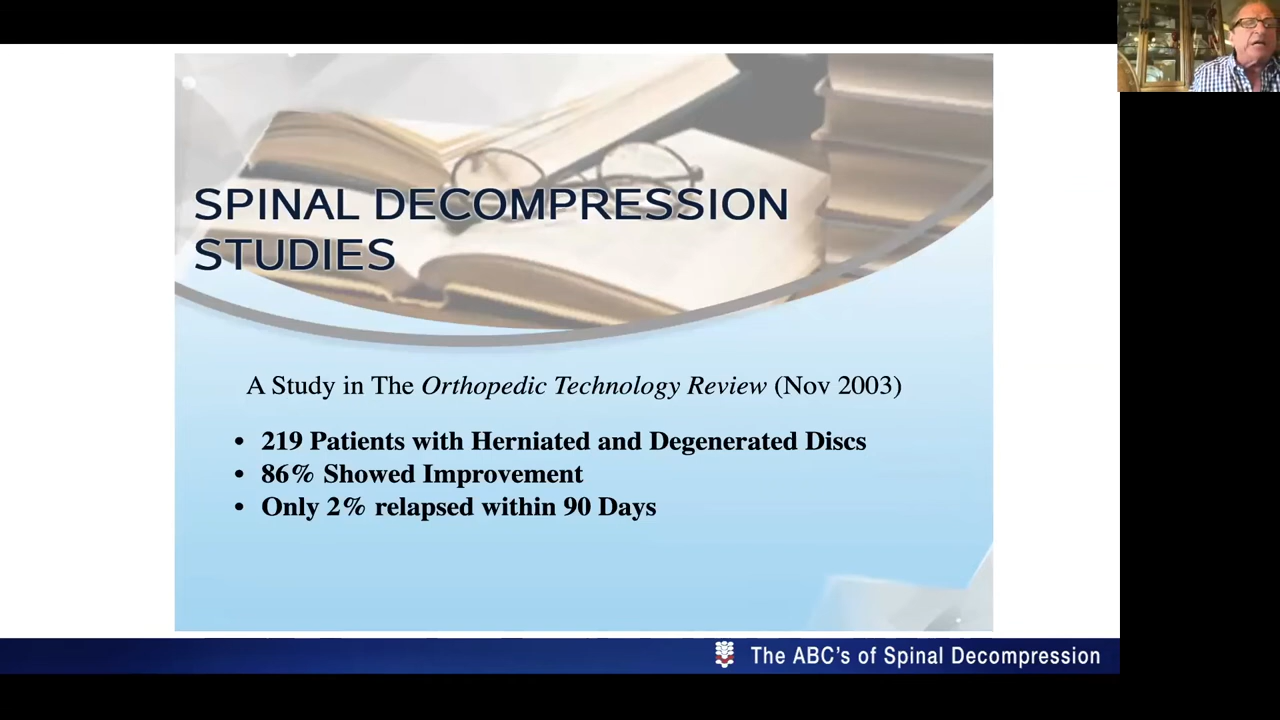 SPINAL DECOMPRESSION
STUDIES
A Study in The Orthopedic Technology Review (Nov 2003)
• 219 Patients with Herniated and Degenerated Discs
• 86% Showed Improvement
• Only 2% relapsed within 90 Days
The ABC's of Spinal Decompression